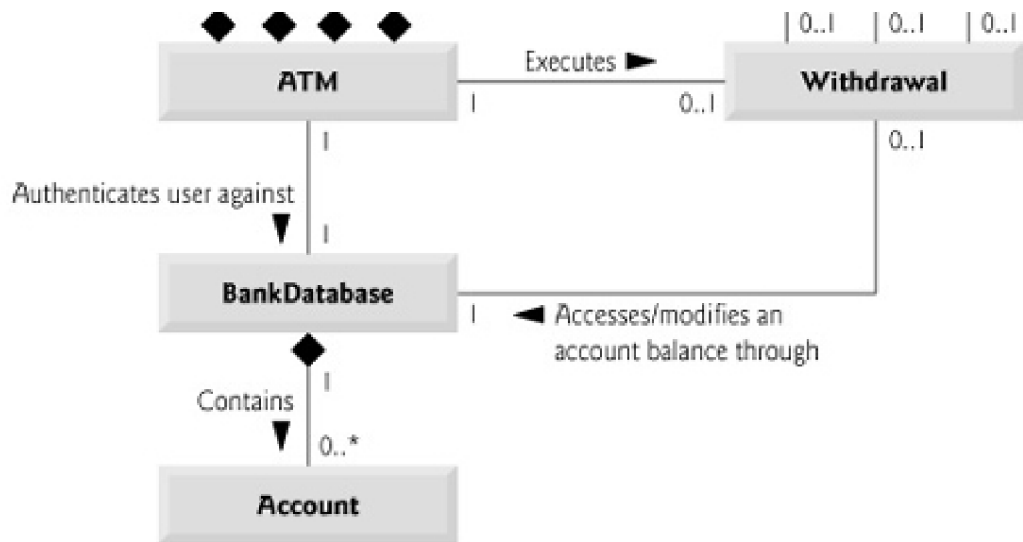 0..1 0..1 0..1
ATM
Executes
Withdrawal
1
0..1
1
0..1
Authenticates user against
1
BankDatabase
1
Accesses/modifies an
account balance through
1
Contains
0..*
Account